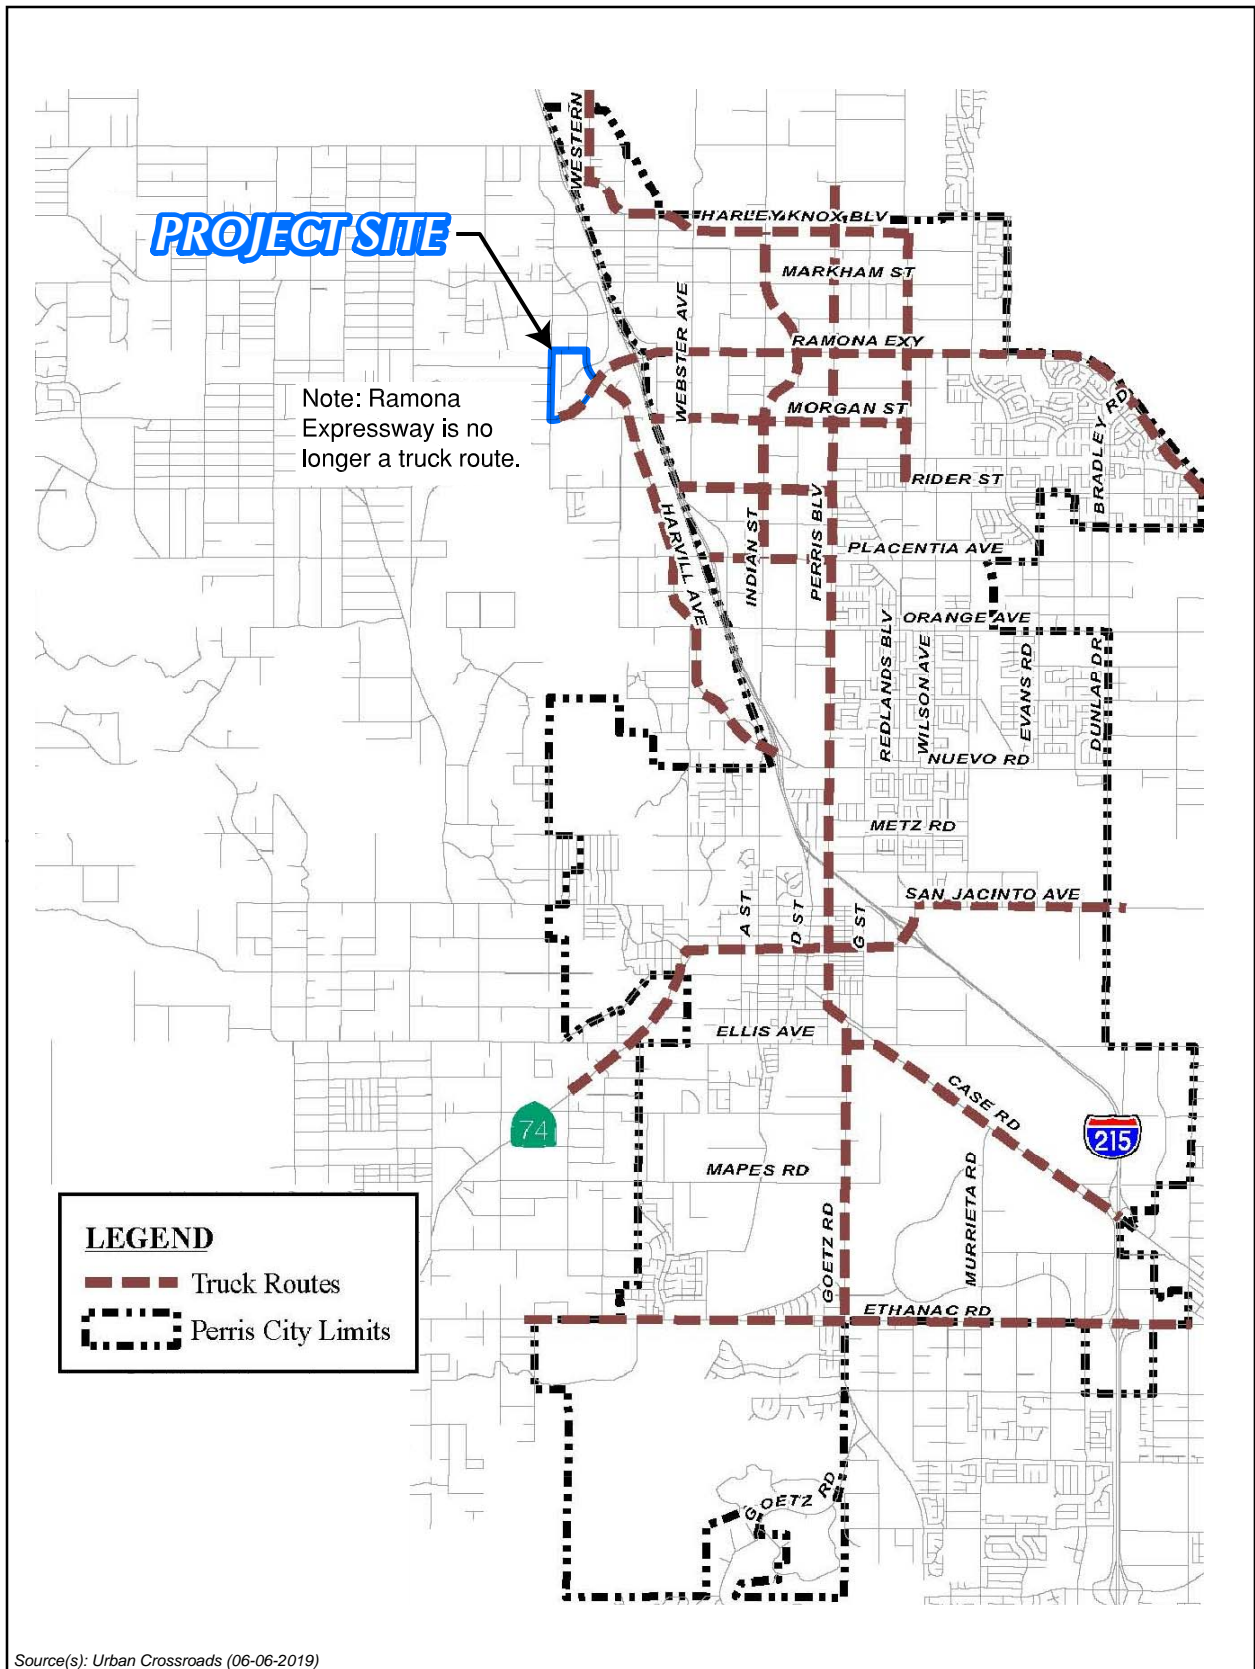 WESTERN
HARLEY KNOX BLV
PROJECT SITE
MARKHAM ST
WEBSTER AVE
RAMONA EXY
Note: Ramona
Expressway is no
longer a truck route.
MORGAN ST
BRADLEY RD
RIDER ST
HARVILL AVE
INDIAN ST
PERRIS BLV
PLACENTIA AVE
ORANGE AVE
REDLANDS BLV
WILSON AVE
EVANS RD
DUNLAP DR
NUEVO RD
METZ RD
SAN JACINTO AVE
A ST
D ST
G ST
ELLIS AVE
CASE RD
74
215
MAPES RD
MURRIETA RD
GOETZ RD
LEGEND
Truck Routes
Perris City Limits
ETHANAC RD
GOETZ RD
Source(s): Urban Crossroads (06-06-2019)